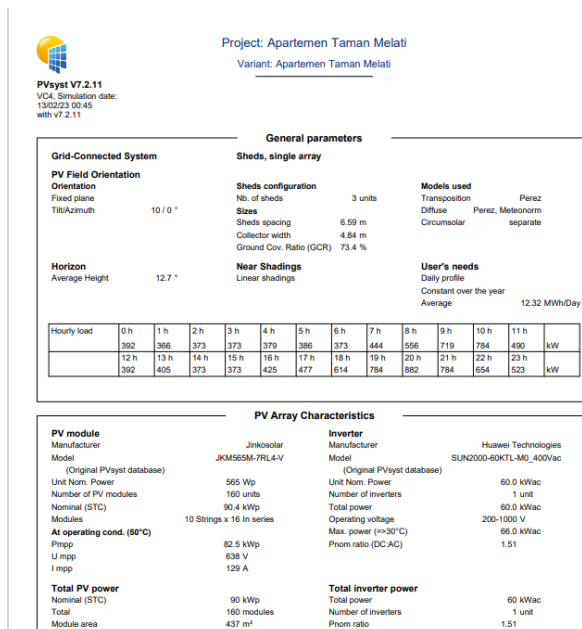 Project: Apartemen Taman Melati
Variant: Apartemen Taman Melati
PVsyst V7.2.11
VC4, Simulation date:
13/02/23 00:45
with v7.2.11
General parameters
Grid-Connected System Sheds, single array
PV Field Orientation
Orientation Sheds configuration Models used
Fixed plane Nb. of sheds 3 units Transposition Perez
Tilt/Azimuth 10 / 0 ° Sizes Diffuse Perez, Meteonorm
Sheds spacing 6.59 m Circumsolar separate
Collector width 4.84 m
Ground Cov. Ratio (GCR) 73.4 %
Horizon Near Shadings User's needs
Average Height 12.7 ° Linear shadings Daily profile
Constant over the year
Average 12.32 MWh/Day
Hourly load 0 h 1 h 2 h 3 h 4 h 5 h 6 h 7 h 8 h 9 h 10 h 11 h
392 366 373 373 379 386 373 444 556 719 784 490 kW
12 h 13 h 14 h 15 h 16 h 17 h 18 h 19 h 20 h 21 h 22 h 23 h
392 405 373 373 425 477 614 784 882 784 654 523 kW
PV Array Characteristics
PV module Inverter
Manufacturer Jinkosolar Manufacturer Huawei Technologies
Model JKM565M-7RL4-V Model SUN2000-60KTL-M0_400Vac
(Original PVsyst database) (Original PVsyst database)
Unit Nom. Power 565 Wp Unit Nom. Power 60.0 kWac
Number of PV modules 160 units Number of inverters 1 unit
Nominal (STC) 90.4 kWp Total power 60.0 kWac
Modules 10 Strings x 16 In series Operating voltage 200-1000 V
At operating cond. (50°C) Max. power (=>30°C) 66.0 kWac
Pmpp 82.5 kWp Pnom ratio (DC:AC) 1.51
U mpp 638 V
I mpp 129 A
Total PV power Total inverter power
Nominal (STC) 90 kWp Total power 60 kWac
Total 160 modules Number of inverters 1 unit
Module area 437 m² Pnom ratio 1.51